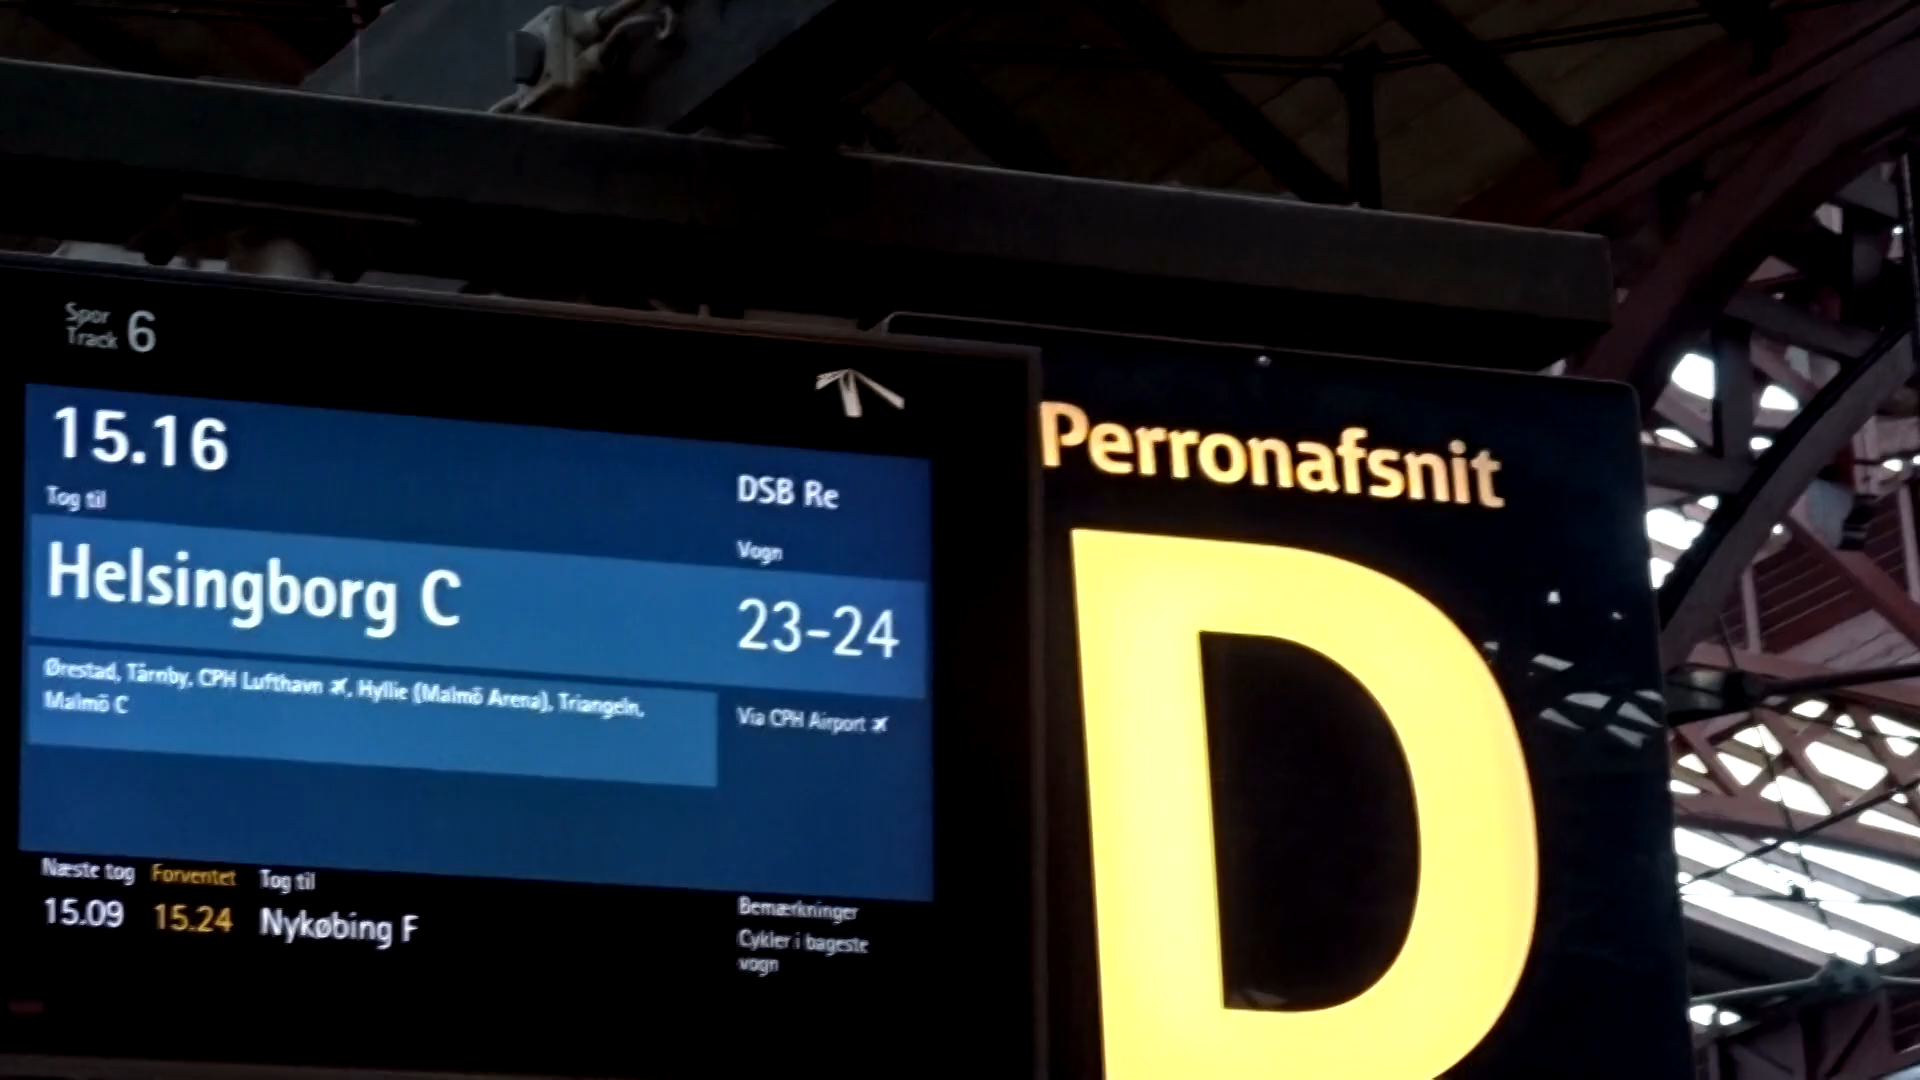 Spor
Track 6
15.16
DSB Re
Tog til
Vogn
Helsingborg C
23-24
Ørestad, Tårnby, CPH Lufthavn, Hyllie (Malmö Arena), Triangeln,
Malmö C
Via CPH Airport
Næste tog Forventet Tog til
15.09 15.24 Nykøbing F
Bemærkninger
Cykler i bageste
vogn
Perronafsnit
D